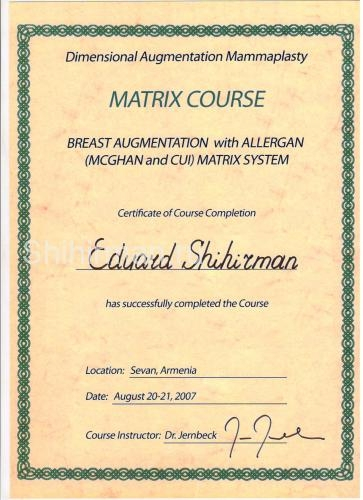 Dimensional Augmentation Mammaplasty
MATRIX COURSE
BREAST AUGMENTATION with ALLERGAN
(MCGHAN and CUI) MATRIX SYSTEM
Certificate of Course Completion
Edyard Shihirman
has successfully completed the Course
Location: Sevan, Armenia
Date: August 20-21, 2007
Course Instructor: Dr. Jernbeck